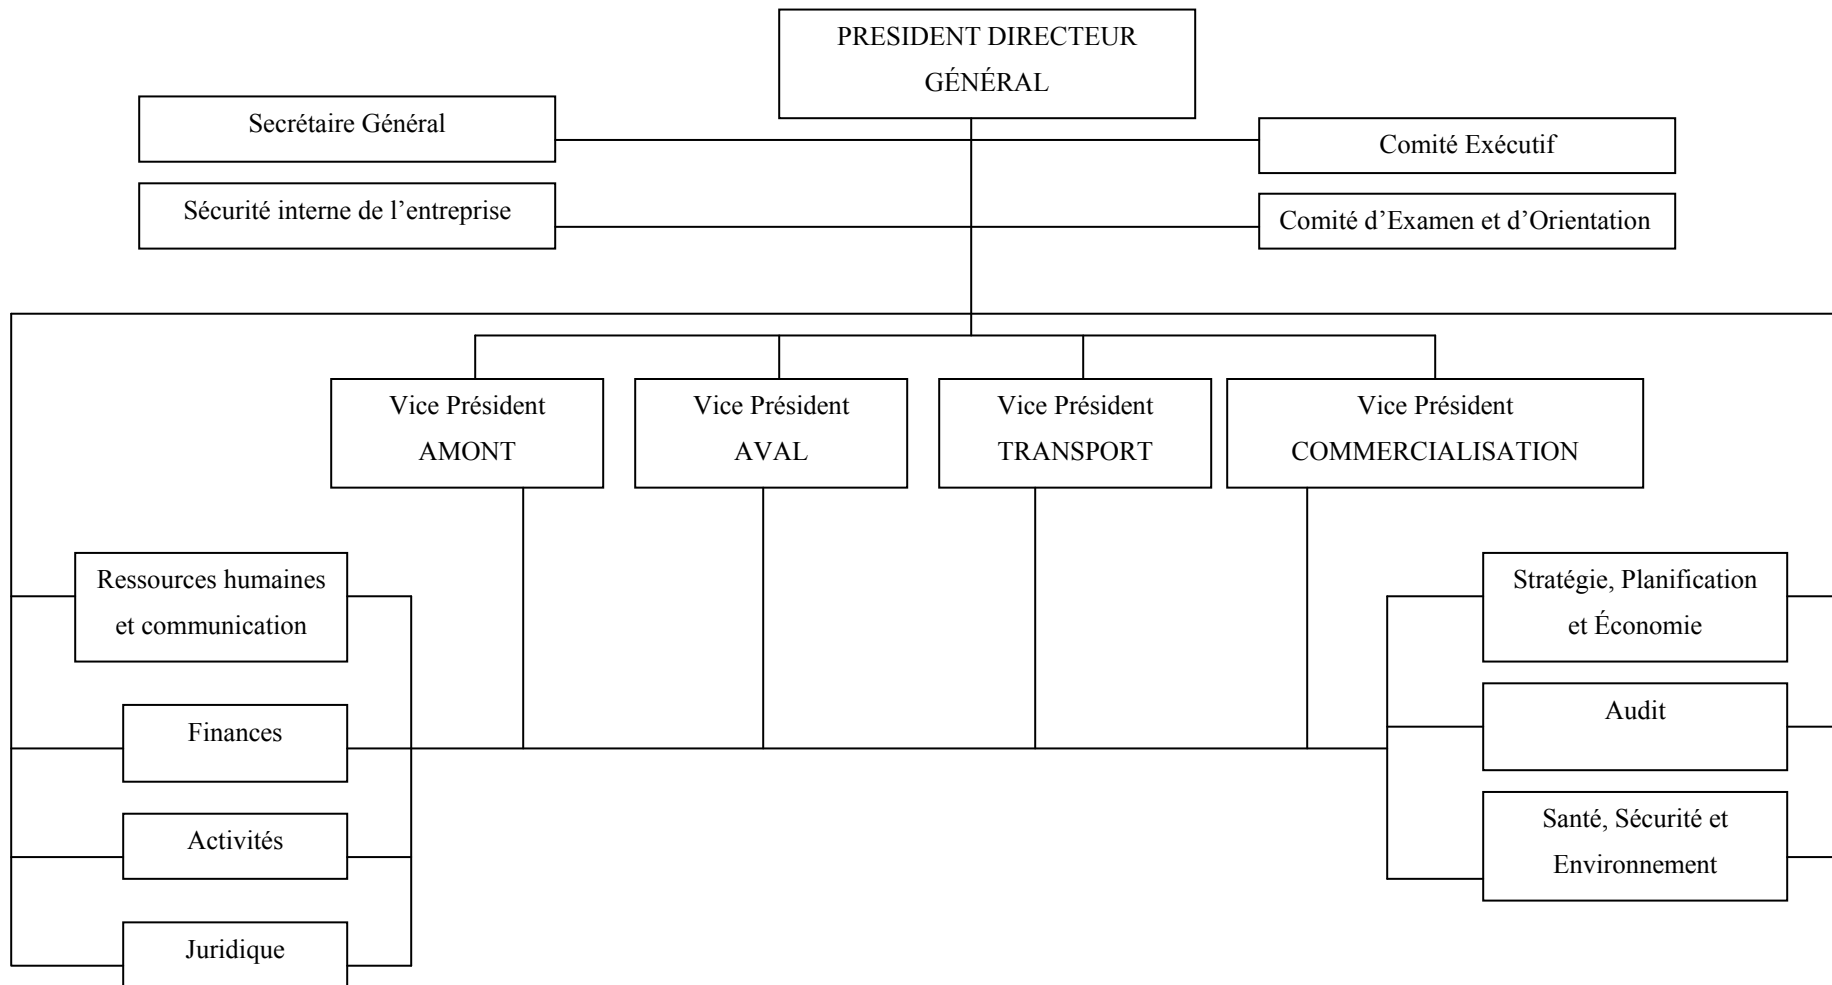 PRESIDENT DIRECTEUR
GÉNÉRAL
Secrétaire Général
Comité Exécutif
Sécurité interne de l’entreprise
Comité d’Examen et d’Orientation
Vice Président
AMONT
Vice Président
AVAL
Vice Président
TRANSPORT
Vice Président
COMMERCIALISATION
Ressources humaines
et communication
Stratégie, Planification
et Économie
Finances
Audit
Activités
Santé, Sécurité et
Environnement
Juridique